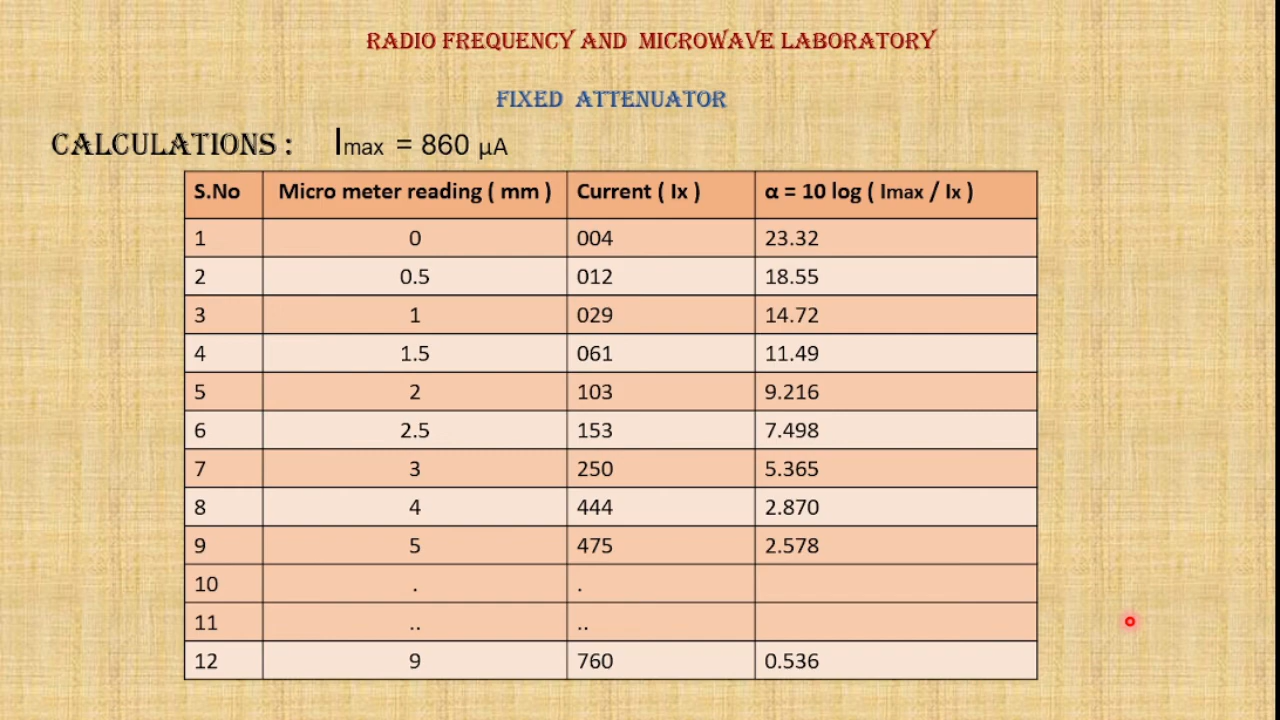 RADIO FREQUENCY AND MICROWAVE LABORATORY
FIXED ATTENUATOR
CALCULATIONS : Imax = 860 µA
S.No Micro meter reading ( mm ) Current ( Ix ) α = 10 log ( Imax / Ix )
1 0 004 23.32
2 0.5 012 18.55
3 1 029 14.72
4 1.5 061 11.49
5 2 103 9.216
6 2.5 153 7.498
7 3 250 5.365
8 4 444 2.870
9 5 475 2.578
10 . .
11 .. ..
12 9 760 0.536